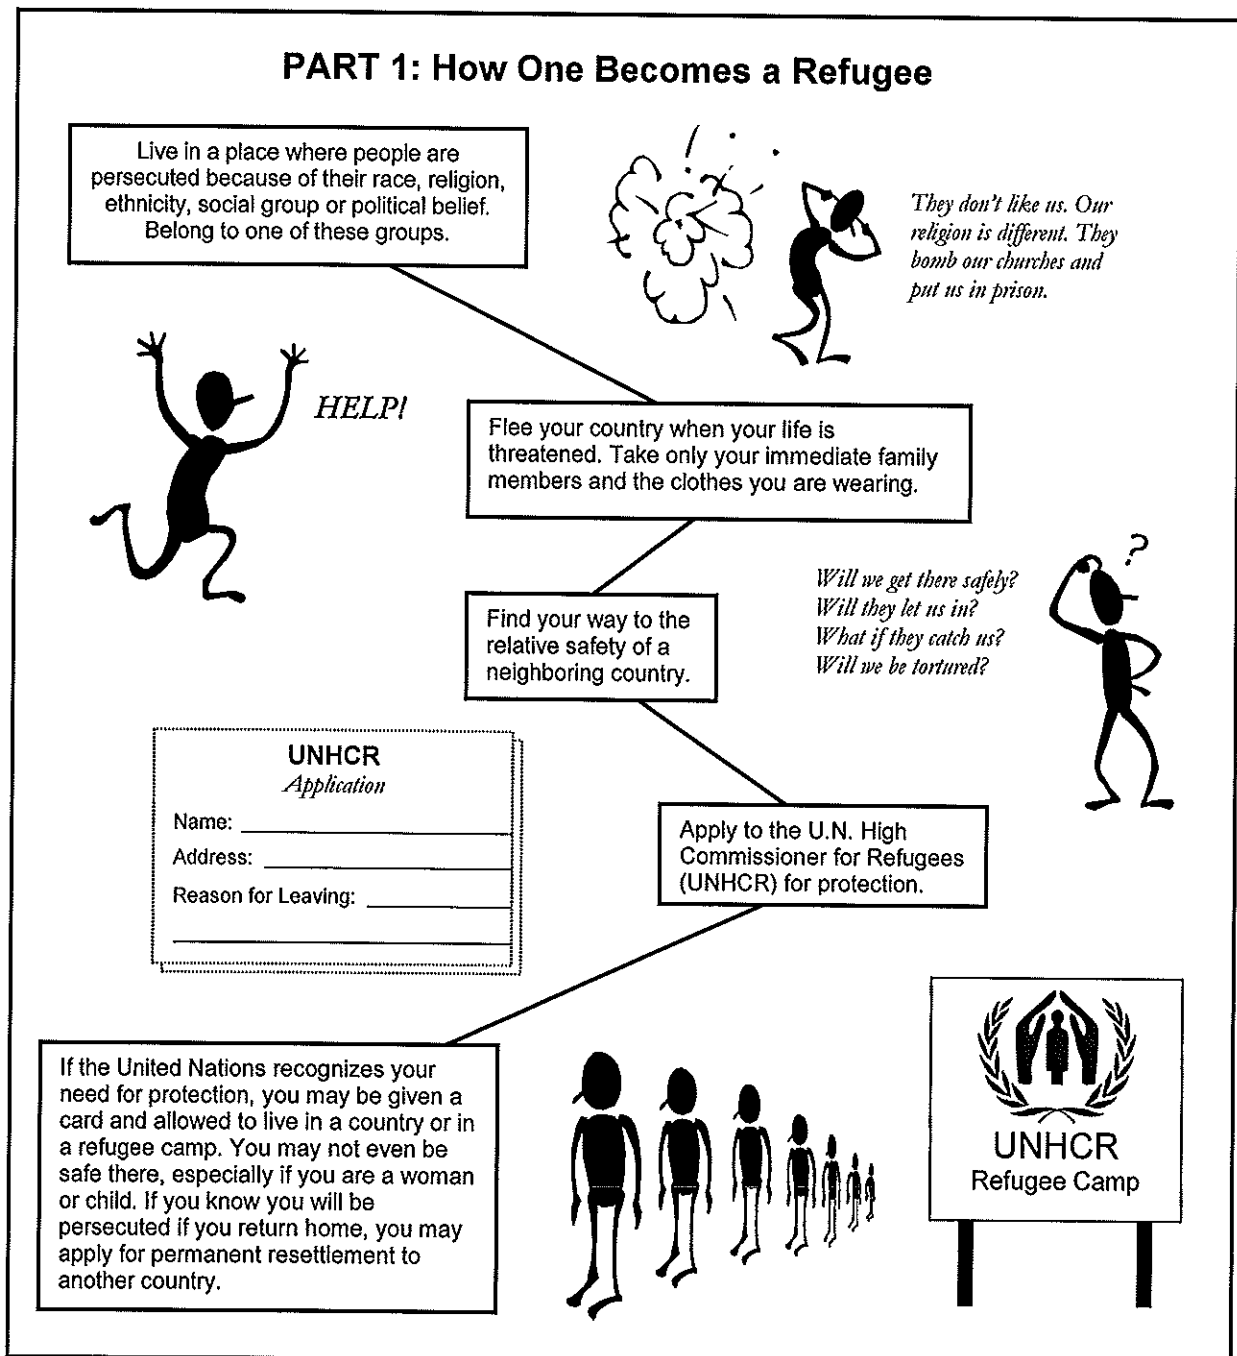 PART 1: How One Becomes a Refugee
Live in a place where people are
persecuted because of their race, religion,
ethnicity, social group or political belief.
Belong to one of these groups.
They don't like us. Our
religion is different. They
bomb our churches and
put us in prison.
HELP!
Flee your country when your life is
threatened. Take only your immediate family
members and the clothes you are wearing.
?
Will we get there safely?
Will they let us in?
What if they catch us?
Will we be tortured?
Find your way to the
relative safety of a
neighboring country.
UNHCR
Application
Name:
Address:
Reason for Leaving:
Apply to the U.N. High
Commissioner for Refugees
(UNHCR) for protection.
If the United Nations recognizes your
need for protection, you may be given a
card and allowed to live in a country or in
a refugee camp. You may not even be
safe there, especially if you are a woman
or child. If you know you will be
persecuted if you return home, you may
apply for permanent resettlement to
another country.
UNHCR
Refugee Camp